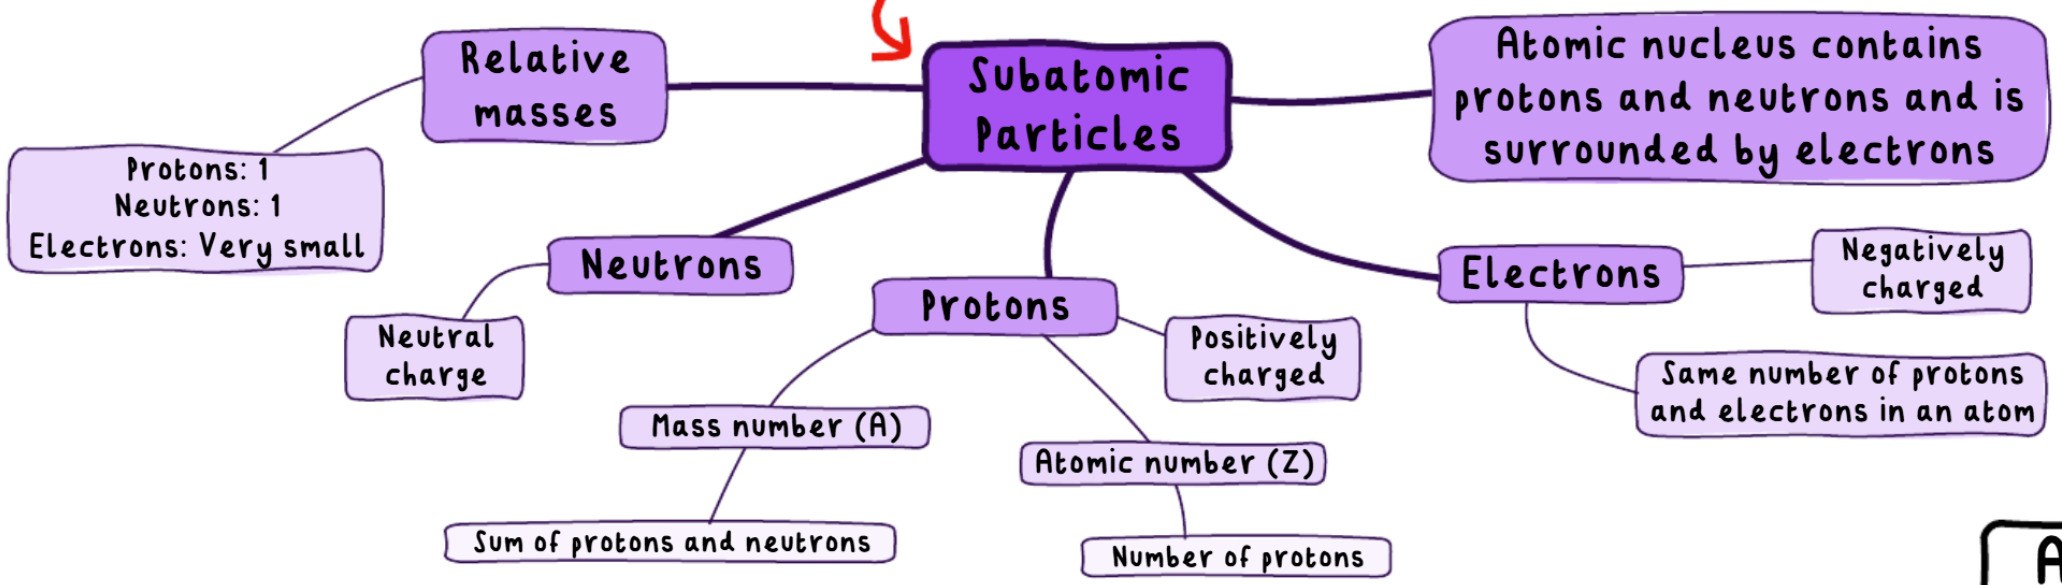 Relative
masses
Subatomic
Particles
Atomic nucleus contains
protons and neutrons and is
surrounded by electrons
Protons: 1
Neutrons: 1
Electrons: Very small
Neutrons
Protons
Electrons
Negatively
charged
Neutral
charge
Positively
charged
Same number of protons
and electrons in an atom
Mass number (A)
Atomic number (Z)
Sum of protons and neutrons
Number of protons